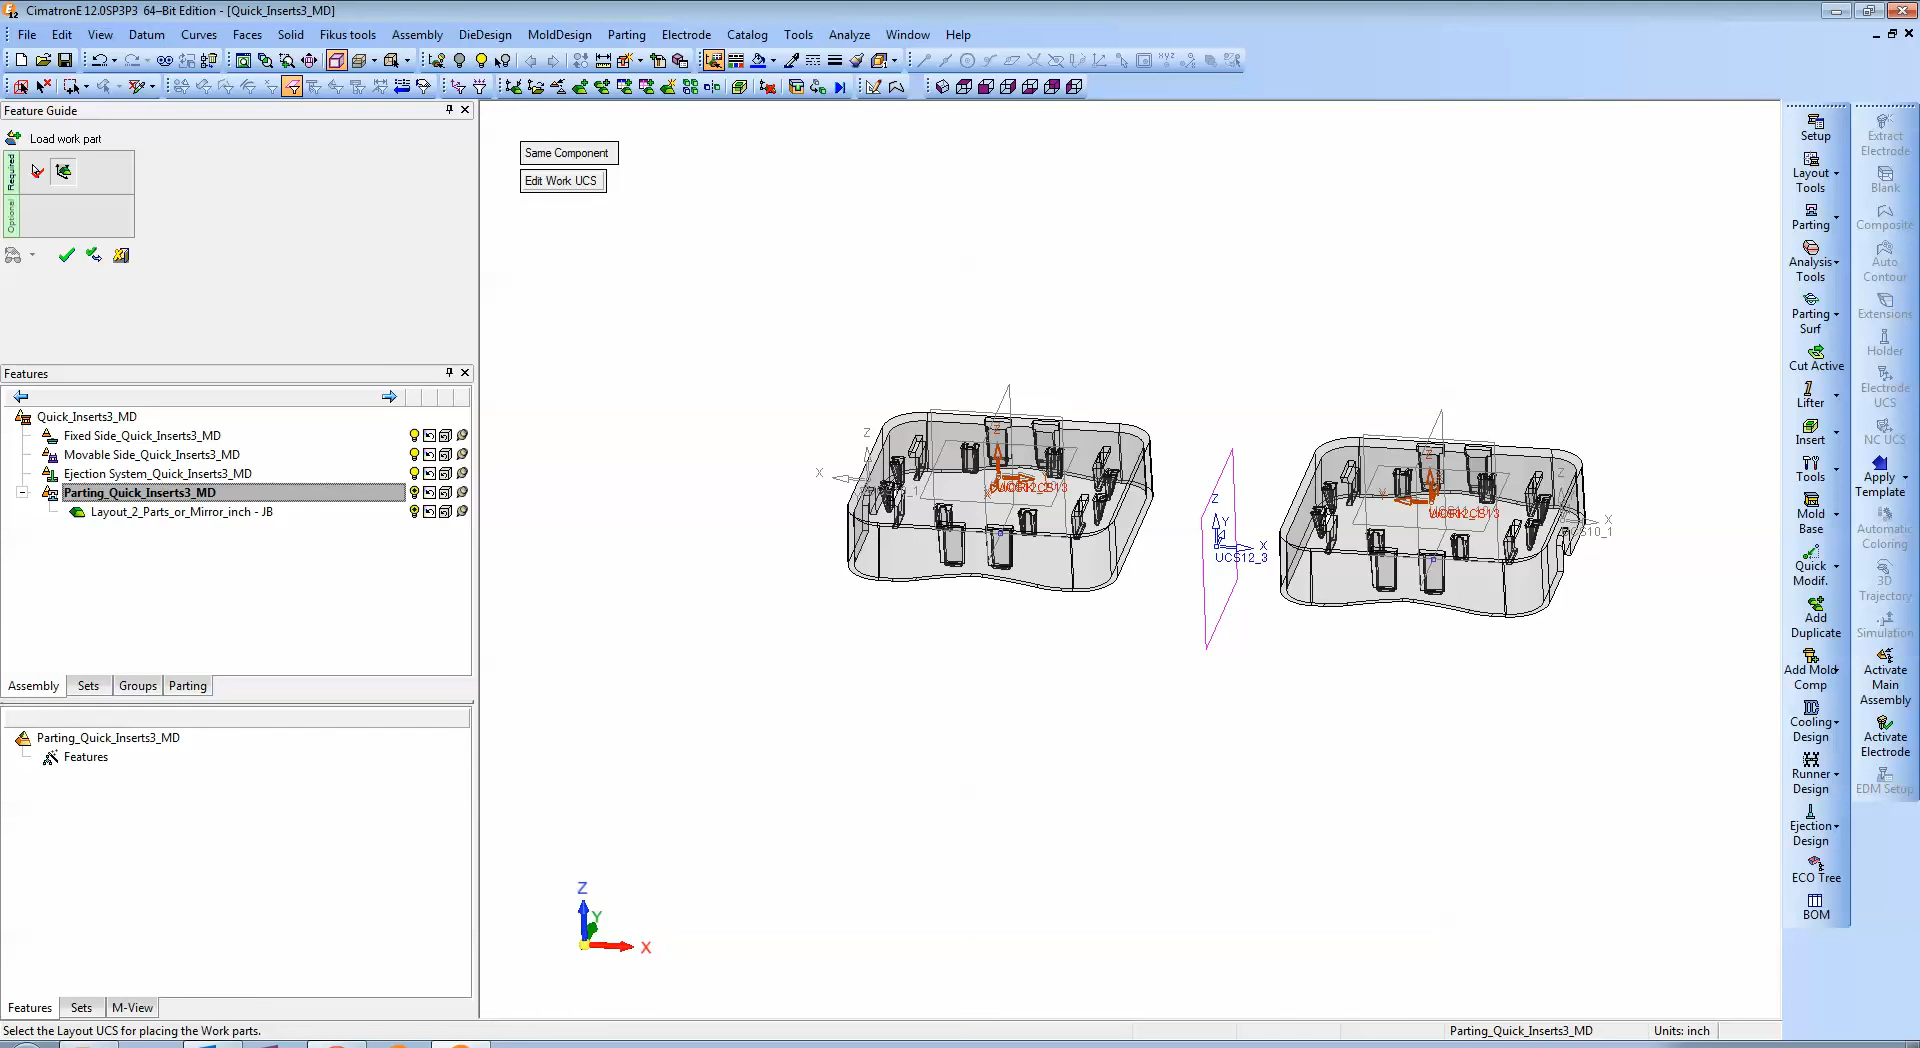 CimatronE 12.0SP3P3 64-Bit Edition - [Quick_Inserts3_MD]
File Edit View Datum Curves Faces Solid Fikus tools Assembly DieDesign MoldDesign Parting Electrode Catalog Tools Analyze Window Help
Feature Guide
Load work part
Required
Optional
Features
Quick_Inserts3_MD
Fixed Side_Quick_Inserts3_MD
Movable Side_Quick_Inserts3_MD
Ejection System_Quick_Inserts3_MD
Parting_Quick_Inserts3_MD
Layout_2_Parts_or_Mirror_inch - JB
Assembly Sets Groups Parting
Parting_Quick_Inserts3_MD
Features
Features Sets M-View
Same Component
Edit Work UCS
Z
X
Z
Z
Y
X
UCS12_3
Z
Z
X
UCS10_1
Z
Y
X
Setup
Layout
Tools
Parting
Analysis
Tools
Parting
Surf
Cut Active
Lifter
Insert
Tools
Mold
Base
Quick
Modif.
Add
Duplicate
Add Mold
Comp
Cooling
Design
Runner
Design
Ejection
Design
ECO Tree
BOM
Extract
Electrode
Blank
Composite
Auto
Contour
Extensions
Holder
Electrode
UCS
NC UCS
Apply
Template
Automatic
Coloring
3D
Trajectory
Simulation
Activate
Main
Assembly
Activate
Electrode
EDM Setup
Select the Layout UCS for placing the Work parts.
Parting_Quick_Inserts3_MD
Units: inch